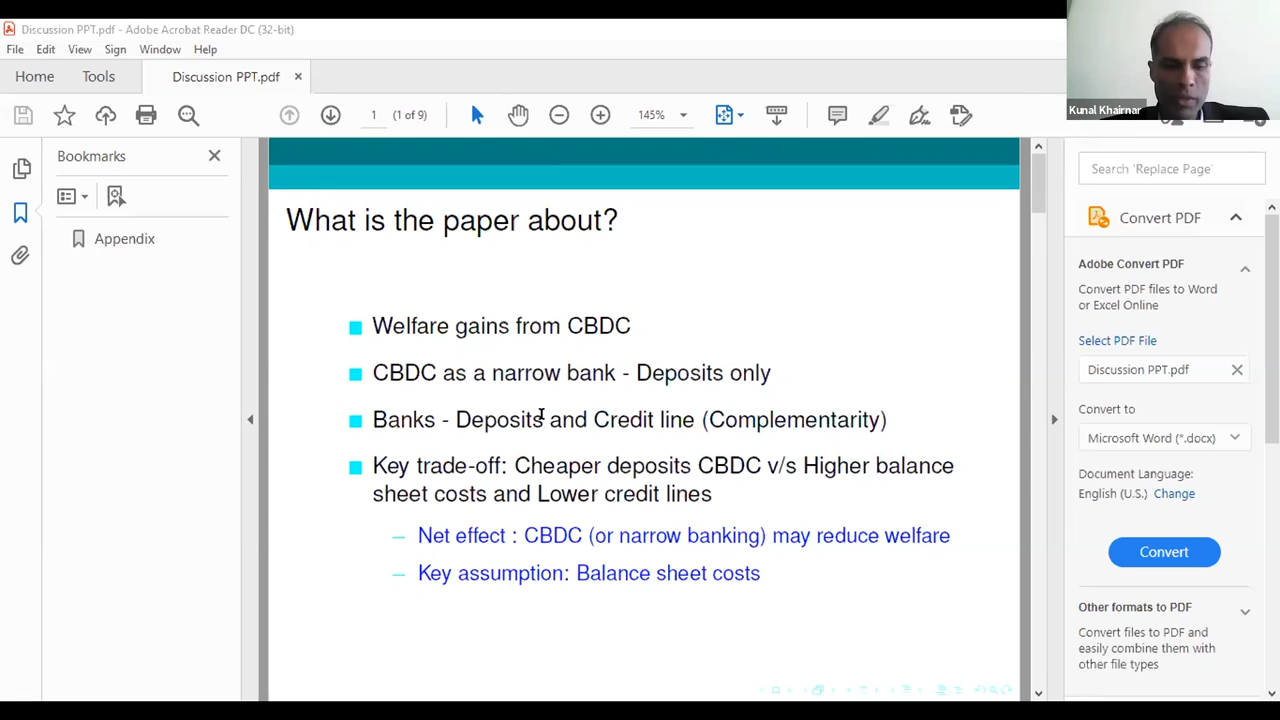 Discussion PPT.pdf - Adobe Acrobat Reader DC (32-bit)
File Edit View Sign Window Help
Home Tools Discussion PPT.pdf ×
1 (1 of 9) 145%
Kunal Khairnar
Bookmarks
Appendix
What is the paper about?
Welfare gains from CBDC
CBDC as a narrow bank - Deposits only
Banks - Deposits and Credit line (Complementarity)
Key trade-off: Cheaper deposits CBDC v/s Higher balance
sheet costs and Lower credit lines
– Net effect : CBDC (or narrow banking) may reduce welfare
– Key assumption: Balance sheet costs
Search 'Replace Page'
Convert PDF
Adobe Convert PDF
Convert PDF files to Word
or Excel Online
Select PDF File
Discussion PPT.pdf
Convert to
Microsoft Word (*.docx)
Document Language:
English (U.S.) Change
Convert
Other formats to PDF
Convert files to PDF and
easily combine them with
other file types